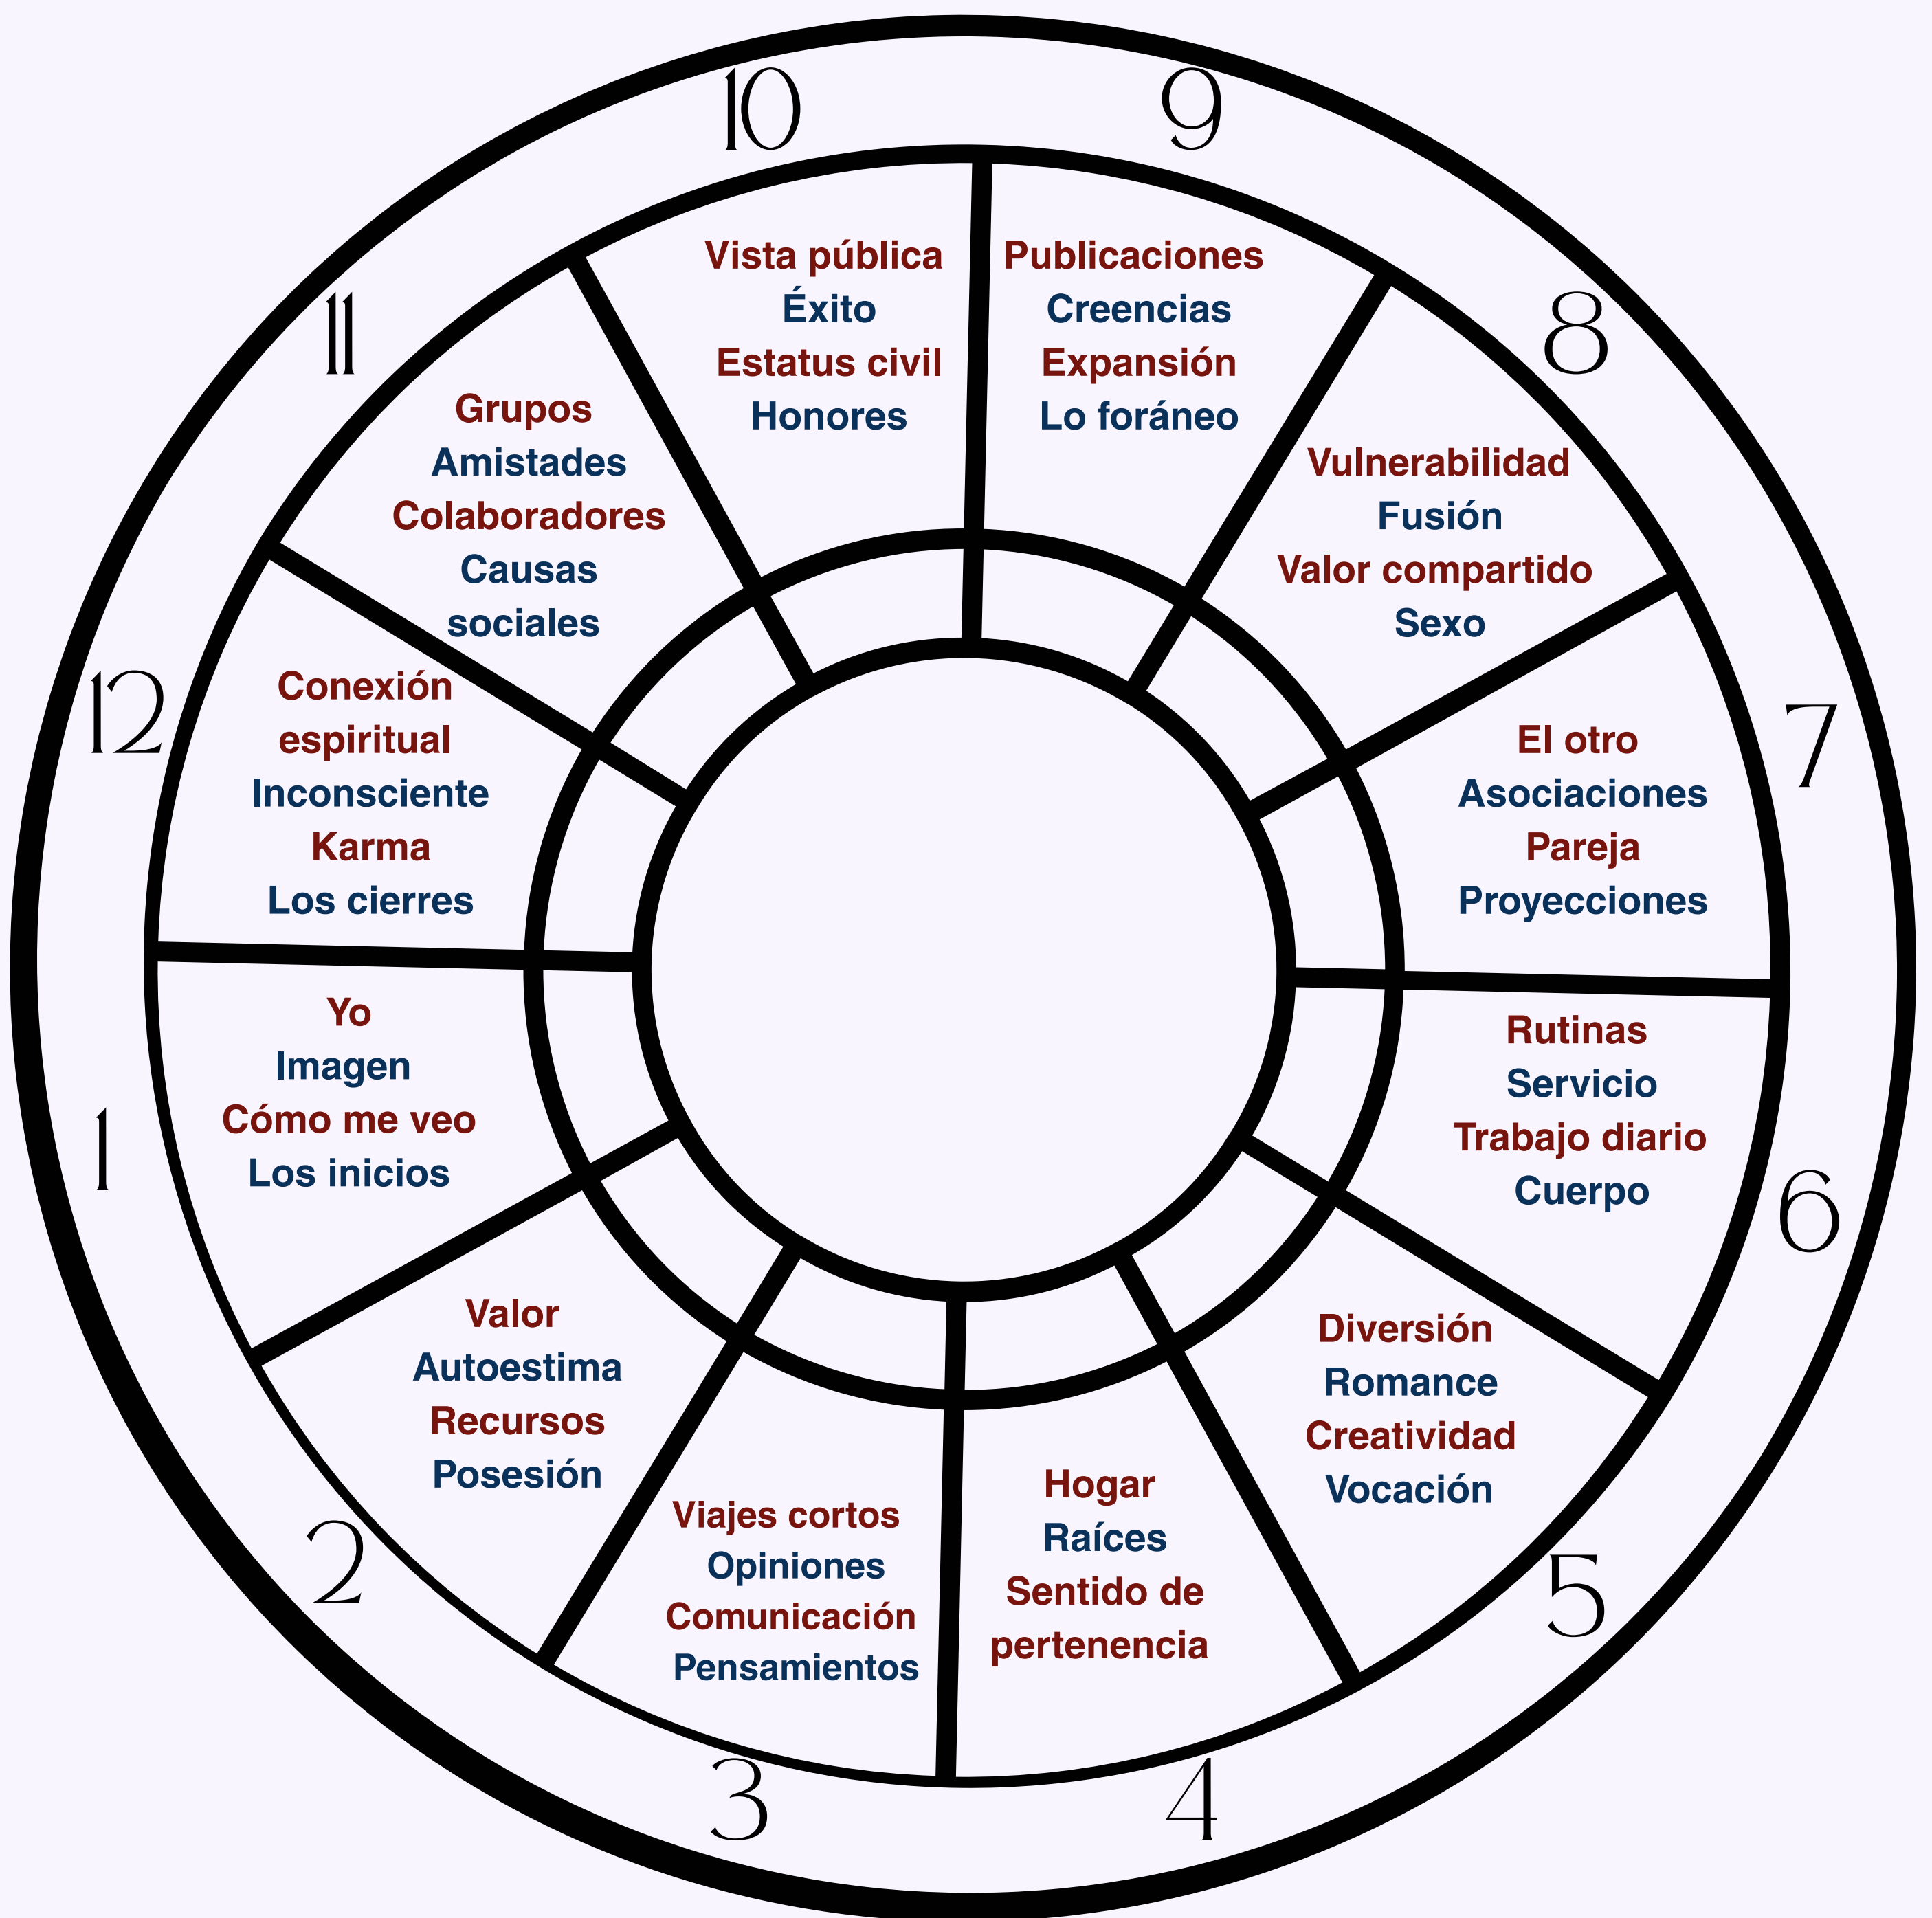 10
Vista pública
Éxito
Estatus civil
Honores
9
Publicaciones
Creencias
Expansión
Lo foráneo
8
Vulnerabilidad
Fusión
Valor compartido
Sexo
7
El otro
Asociaciones
Pareja
Proyecciones
6
Rutinas
Servicio
Trabajo diario
Cuerpo
5
Diversión
Romance
Creatividad
Vocación
4
Hogar
Raíces
Sentido de
pertenencia
3
Viajes cortos
Opiniones
Comunicación
Pensamientos
2
Valor
Autoestima
Recursos
Posesión
1
Yo
Imagen
Cómo me veo
Los inicios
12
Conexión
espiritual
Inconsciente
Karma
Los cierres
11
Grupos
Amistades
Colaboradores
Causas
sociales